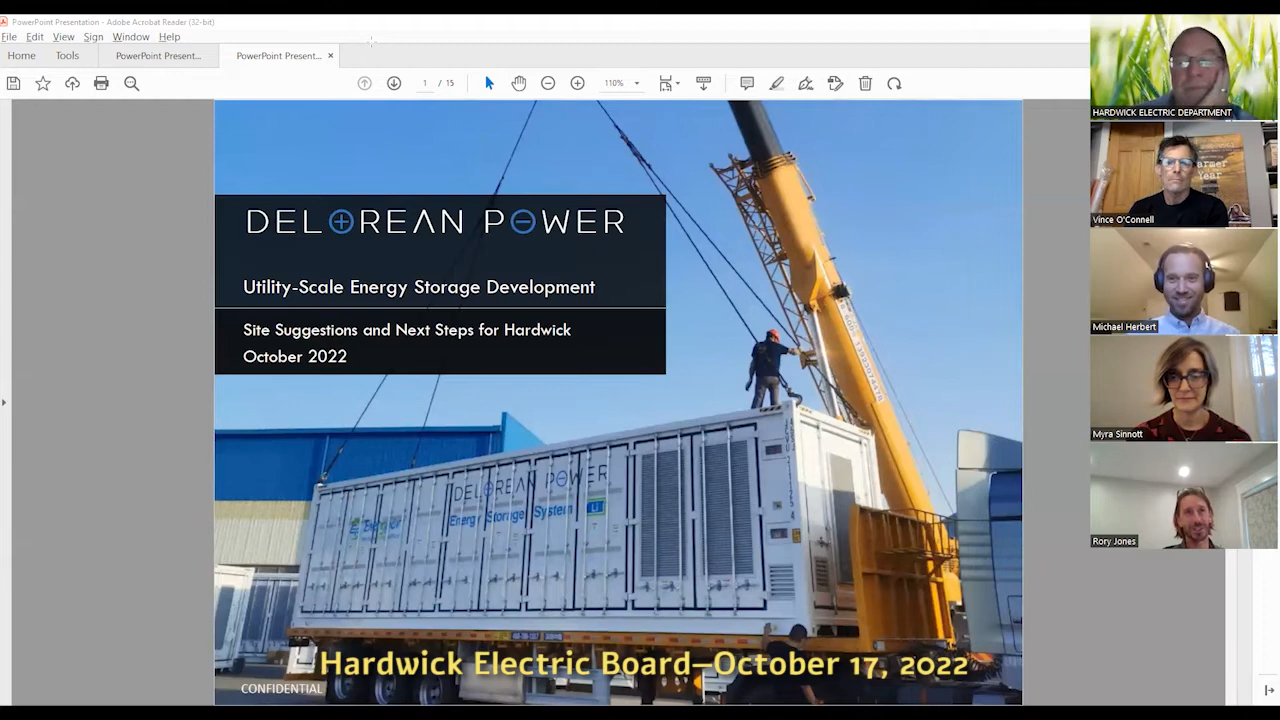 PowerPoint Presentation - Adobe Acrobat Reader (32-bit)
File Edit View Sign Window Help
Home Tools PowerPoint Present... PowerPoint Present... ×
1 / 15 110%
DELOREAN POWER
Utility-Scale Energy Storage Development
Site Suggestions and Next Steps for Hardwick
October 2022
DELOREAN POWER
Energy Storage System
Hardwick Electric Board—October 17, 2022
CONFIDENTIAL
HARDWICK ELECTRIC DEPARTMENT
Vince O'Connell
Michael Herbert
Myra Sinnott
Rory Jones